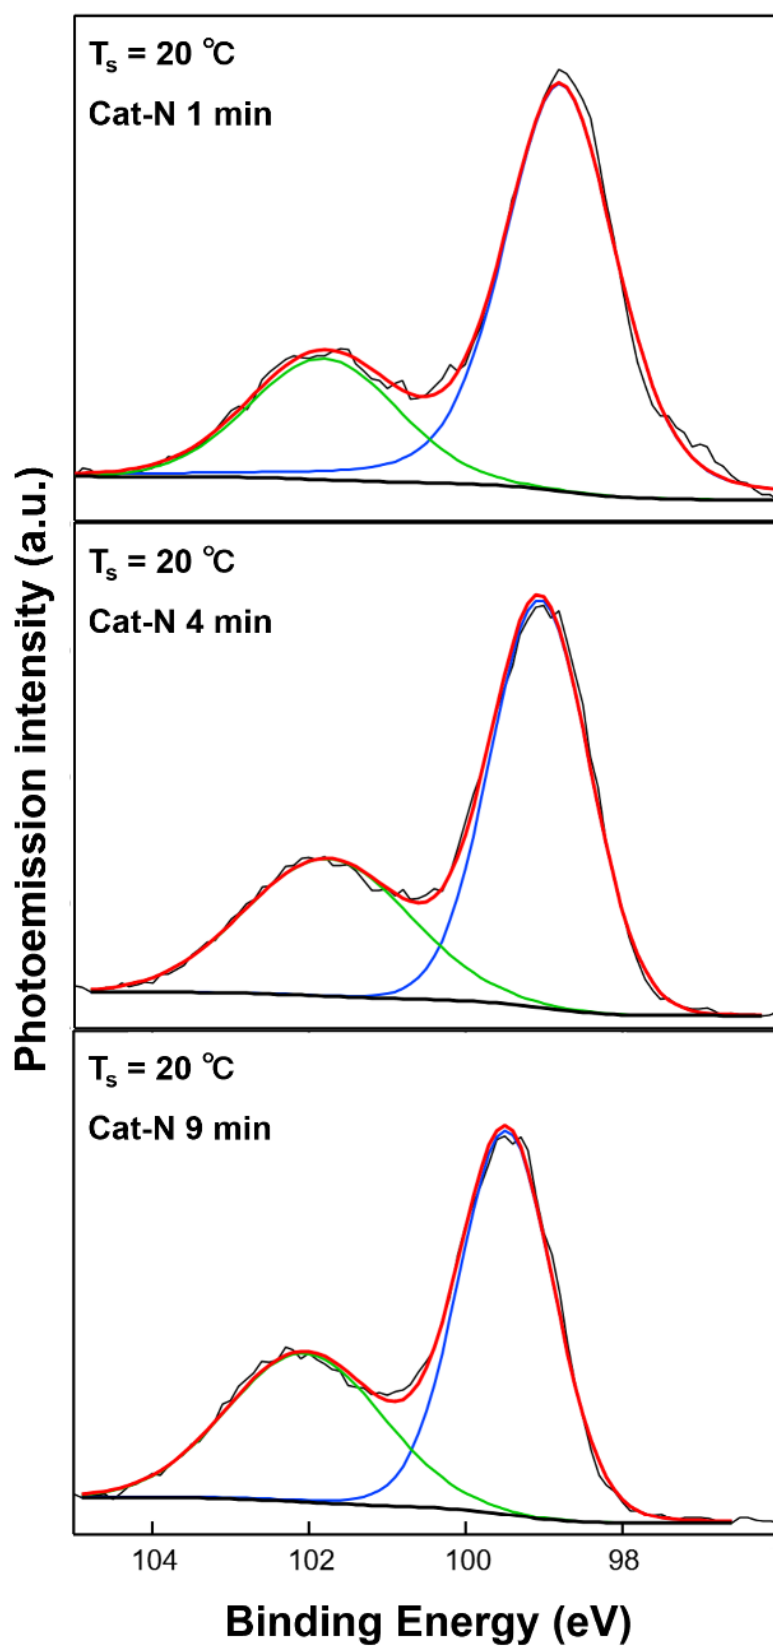 Tₛ = 20 ℃
Cat-N 1 min
Tₛ = 20 ℃
Cat-N 4 min
Tₛ = 20 ℃
Cat-N 9 min
Photoemission intensity (a.u.)
104 102 100 98
Binding Energy (eV)